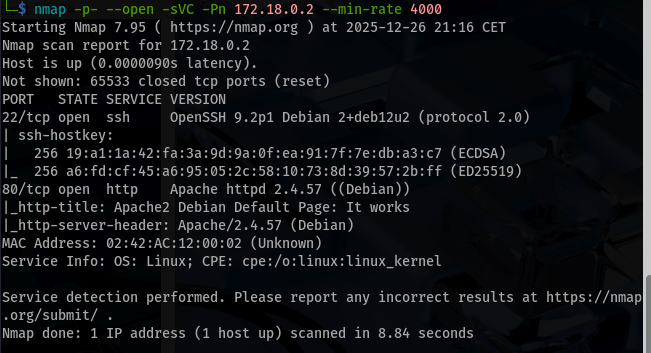 $ nmap -p- --open -sVC -Pn 172.18.0.2 --min-rate 4000
Starting Nmap 7.95 ( https://nmap.org ) at 2025-12-26 21:16 CET
Nmap scan report for 172.18.0.2
Host is up (0.0000090s latency).
Not shown: 65533 closed tcp ports (reset)
PORT   STATE SERVICE VERSION
22/tcp open  ssh     OpenSSH 9.2p1 Debian 2+deb12u2 (protocol 2.0)
| ssh-hostkey:
|   256 19:a1:1a:42:fa:3a:9d:9a:0f:ea:91:7f:7e:db:a3:c7 (ECDSA)
|_  256 a6:fd:cf:45:a6:95:05:2c:58:10:73:8d:39:57:2b:ff (ED25519)
80/tcp open  http    Apache httpd 2.4.57 ((Debian))
|_http-title: Apache2 Debian Default Page: It works
|_http-server-header: Apache/2.4.57 (Debian)
MAC Address: 02:42:AC:12:00:02 (Unknown)
Service Info: OS: Linux; CPE: cpe:/o:linux:linux_kernel
Service detection performed. Please report any incorrect results at https://nmap
.org/submit/ .
Nmap done: 1 IP address (1 host up) scanned in 8.84 seconds